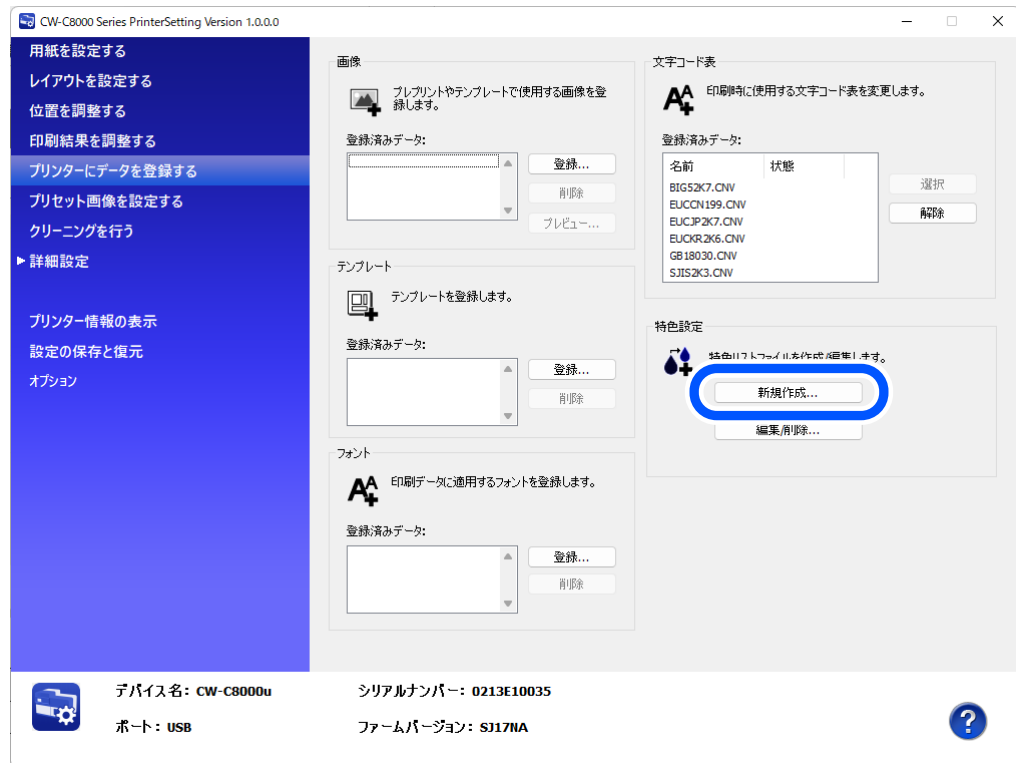 CW-C8000 Series PrinterSetting Version 1.0.0.0
用紙を設定する
レイアウトを設定する
位置を調整する
印刷結果を調整する
プリンターにデータを登録する
プリセット画像を設定する
クリーニングを行う
詳細設定
プリンター情報の表示
設定の保存と復元
オプション
画像
プレプリントやテンプレートで使用する画像を登
録します。
登録済みデータ:
登録...
削除
プレビュー...
テンプレート
テンプレートを登録します。
登録済みデータ:
登録...
削除
フォント
印刷データに適用するフォントを登録します。
登録済みデータ:
登録...
削除
文字コード表
印刷時に使用する文字コード表を変更します。
登録済みデータ:
名前 状態
BIG52K7.CNV
EUCCN199.CNV
EUCJP2K7.CNV
EUCKR2K6.CNV
GB18030.CNV
SJIS2K3.CNV
選択
解除
特色設定
特色リストファイルを作成/編集します。
新規作成...
編集/削除...
デバイス名: CW-C8000u
シリアルナンバー: 0213E10035
ポート: USB
ファームバージョン: SJ17NA
?